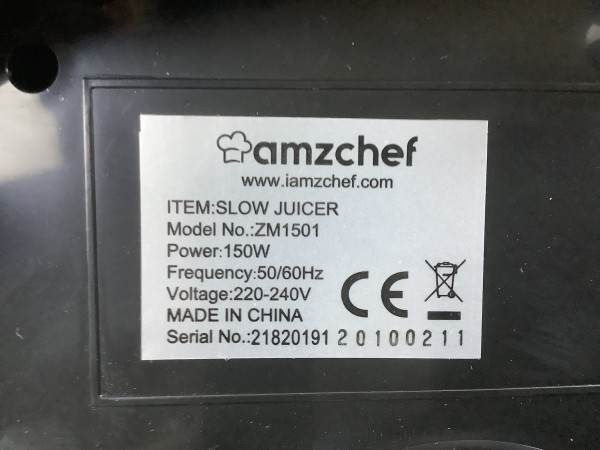 amzchef
www.iamzchef.com
ITEM:SLOW JUICER
Model No.:ZM1501
Power:150W
Frequency:50/60Hz
Voltage:220-240V
MADE IN CHINA
CE
Serial No.:21820191 20100211